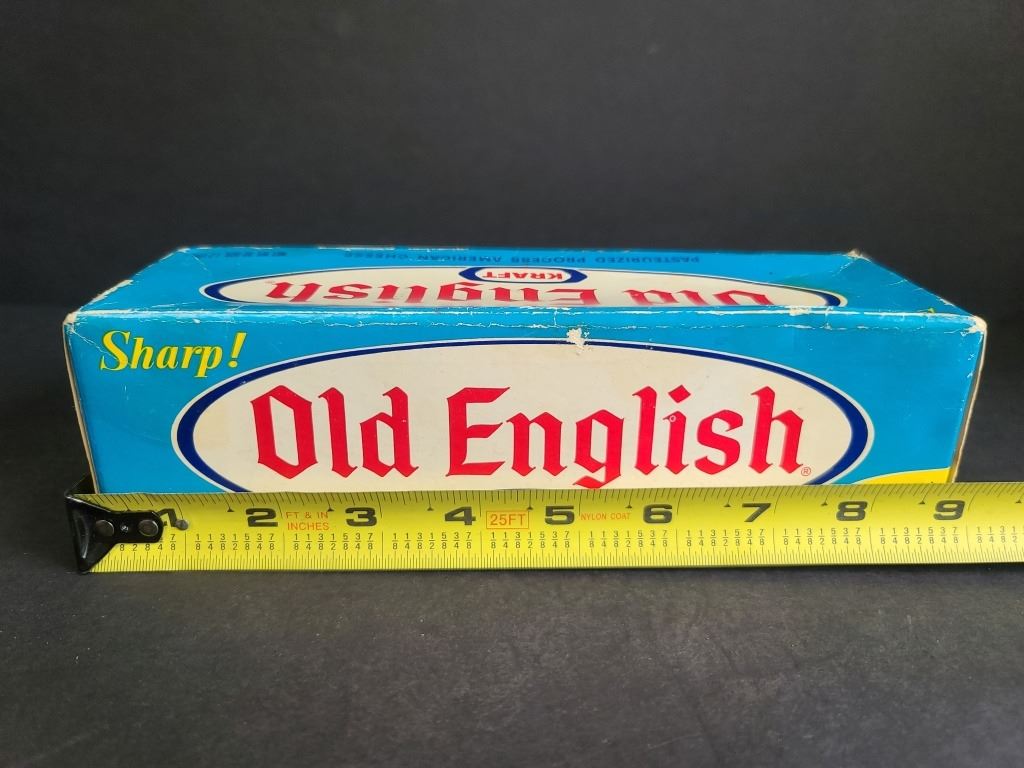 PASTEURIZED PROCESS AMERICAN CHEESE
KRAFT
Old English
Sharp!
Old English®
1 2 FT & IN INCHES 3 4 25FT 5 NYLON COAT 6 7 8 9